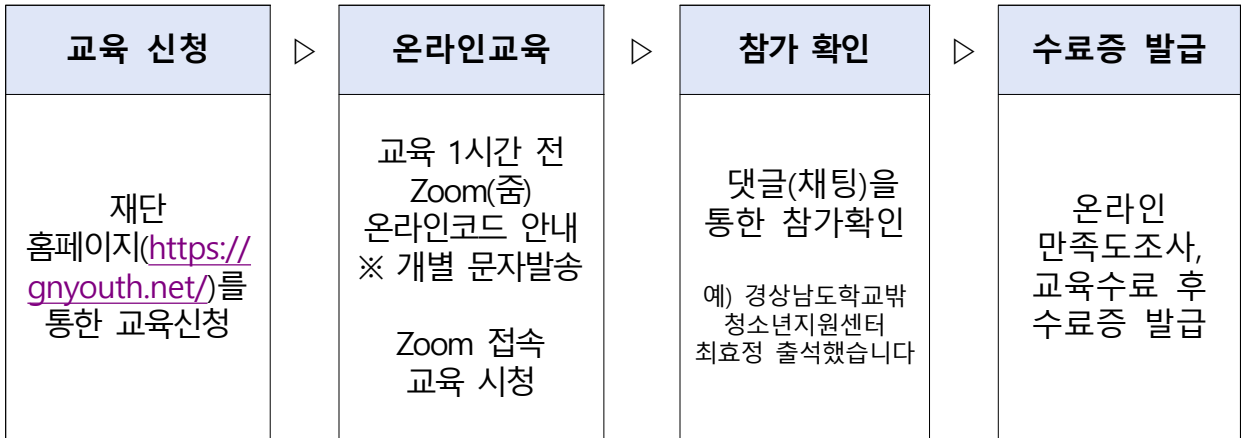 교육 신청
▷
온라인교육
▷
참가 확인
▷
수료증 발급
재단
홈페이지(https://
gnyouth.net/)를
통한 교육신청
교육 1시간 전
Zoom(줌)
온라인코드 안내
※ 개별 문자발송
Zoom 접속
교육 시청
댓글(채팅)을
통한 참가확인
예) 경상남도학교밖
청소년지원센터
최효정 출석했습니다
온라인
만족도조사,
교육수료 후
수료증 발급